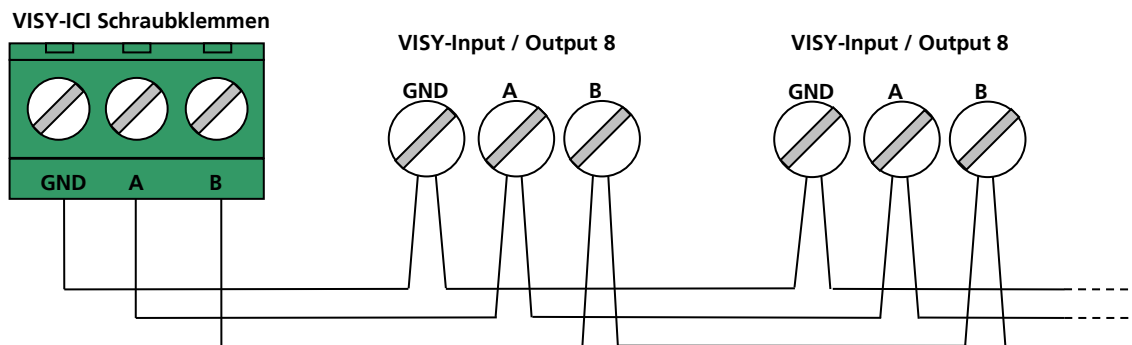 VISY-ICI Schraubklemmen
GND A B
VISY-Input / Output 8
GND A B
VISY-Input / Output 8
GND A B